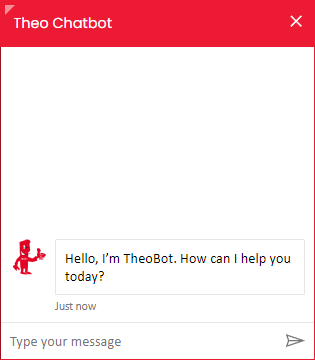 Theo Chatbot
Hello, I’m TheoBot. How can I help you
today?
Just now
Type your message